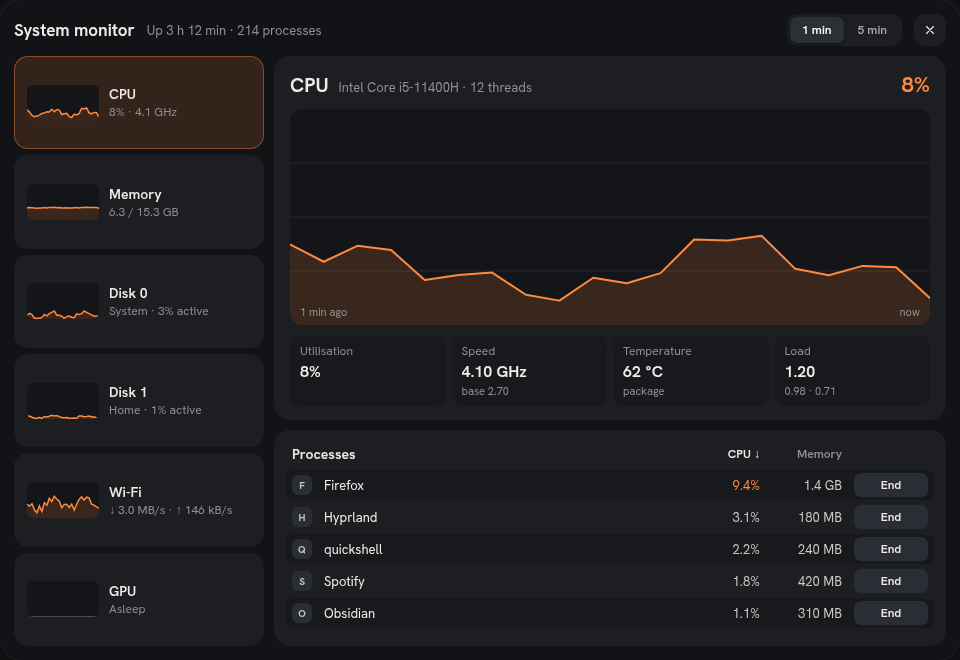 System monitor Up 3 h 12 min · 214 processes
1 min 5 min ✕
CPU
8% · 4.1 GHz
Memory
6.3 / 15.3 GB
Disk 0
System · 3% active
Disk 1
Home · 1% active
Wi-Fi
↓ 3.0 MB/s · ↑ 146 kB/s
GPU
Asleep
CPU Intel Core i5-11400H · 12 threads 8%
1 min ago now
Utilisation
8%
Speed
4.10 GHz
base 2.70
Temperature
62 °C
package
Load
1.20
0.98 · 0.71
Processes CPU ↓ Memory
F Firefox 9.4% 1.4 GB End
H Hyprland 3.1% 180 MB End
Q quickshell 2.2% 240 MB End
S Spotify 1.8% 420 MB End
O Obsidian 1.1% 310 MB End